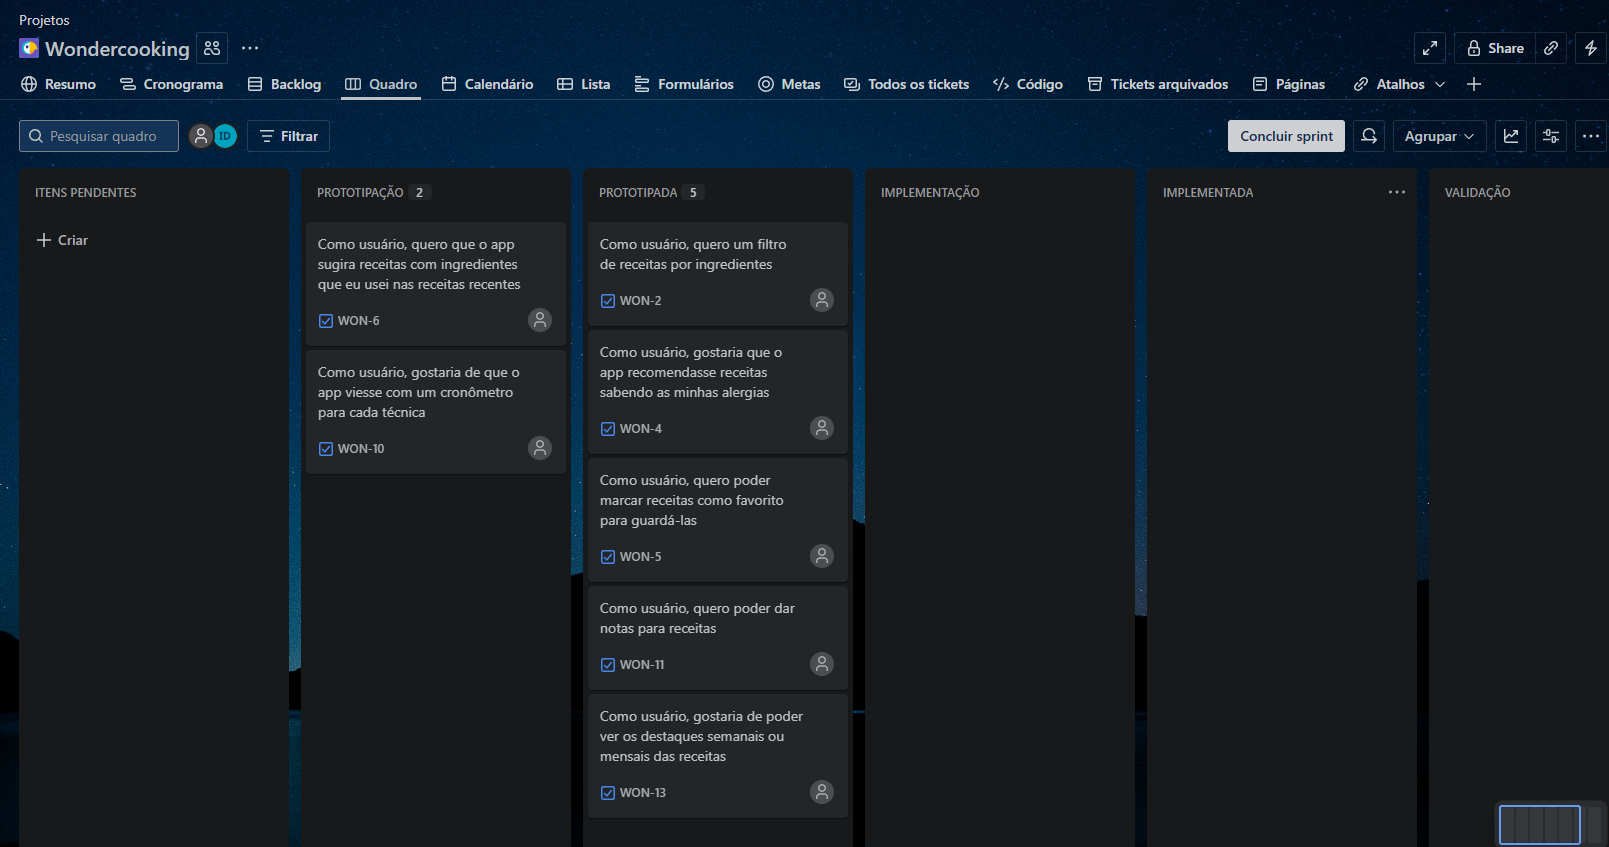 Projetos
Wondercooking
Share
Resumo
Cronograma
Backlog
Quadro
Calendário
Lista
Formulários
Metas
Todos os tickets
Código
Tickets arquivados
Páginas
Atalhos
Pesquisar quadro
ID
Filtrar
Concluir sprint
Agrupar
ITENS PENDENTES
Criar
PROTOTIPAÇÃO 2
Como usuário, quero que o app
sugira receitas com ingredientes
que eu usei nas receitas recentes
WON-6
Como usuário, gostaria de que o
app viesse com um cronômetro
para cada técnica
WON-10
PROTOTIPADA 5
Como usuário, quero um filtro
de receitas por ingredientes
WON-2
Como usuário, gostaria que o
app recomendasse receitas
sabendo as minhas alergias
WON-4
Como usuário, quero poder
marcar receitas como favorito
para guardá-las
WON-5
Como usuário, quero poder dar
notas para receitas
WON-11
Como usuário, gostaria de poder
ver os destaques semanais ou
mensais das receitas
WON-13
IMPLEMENTAÇÃO
IMPLEMENTADA
VALIDAÇÃO